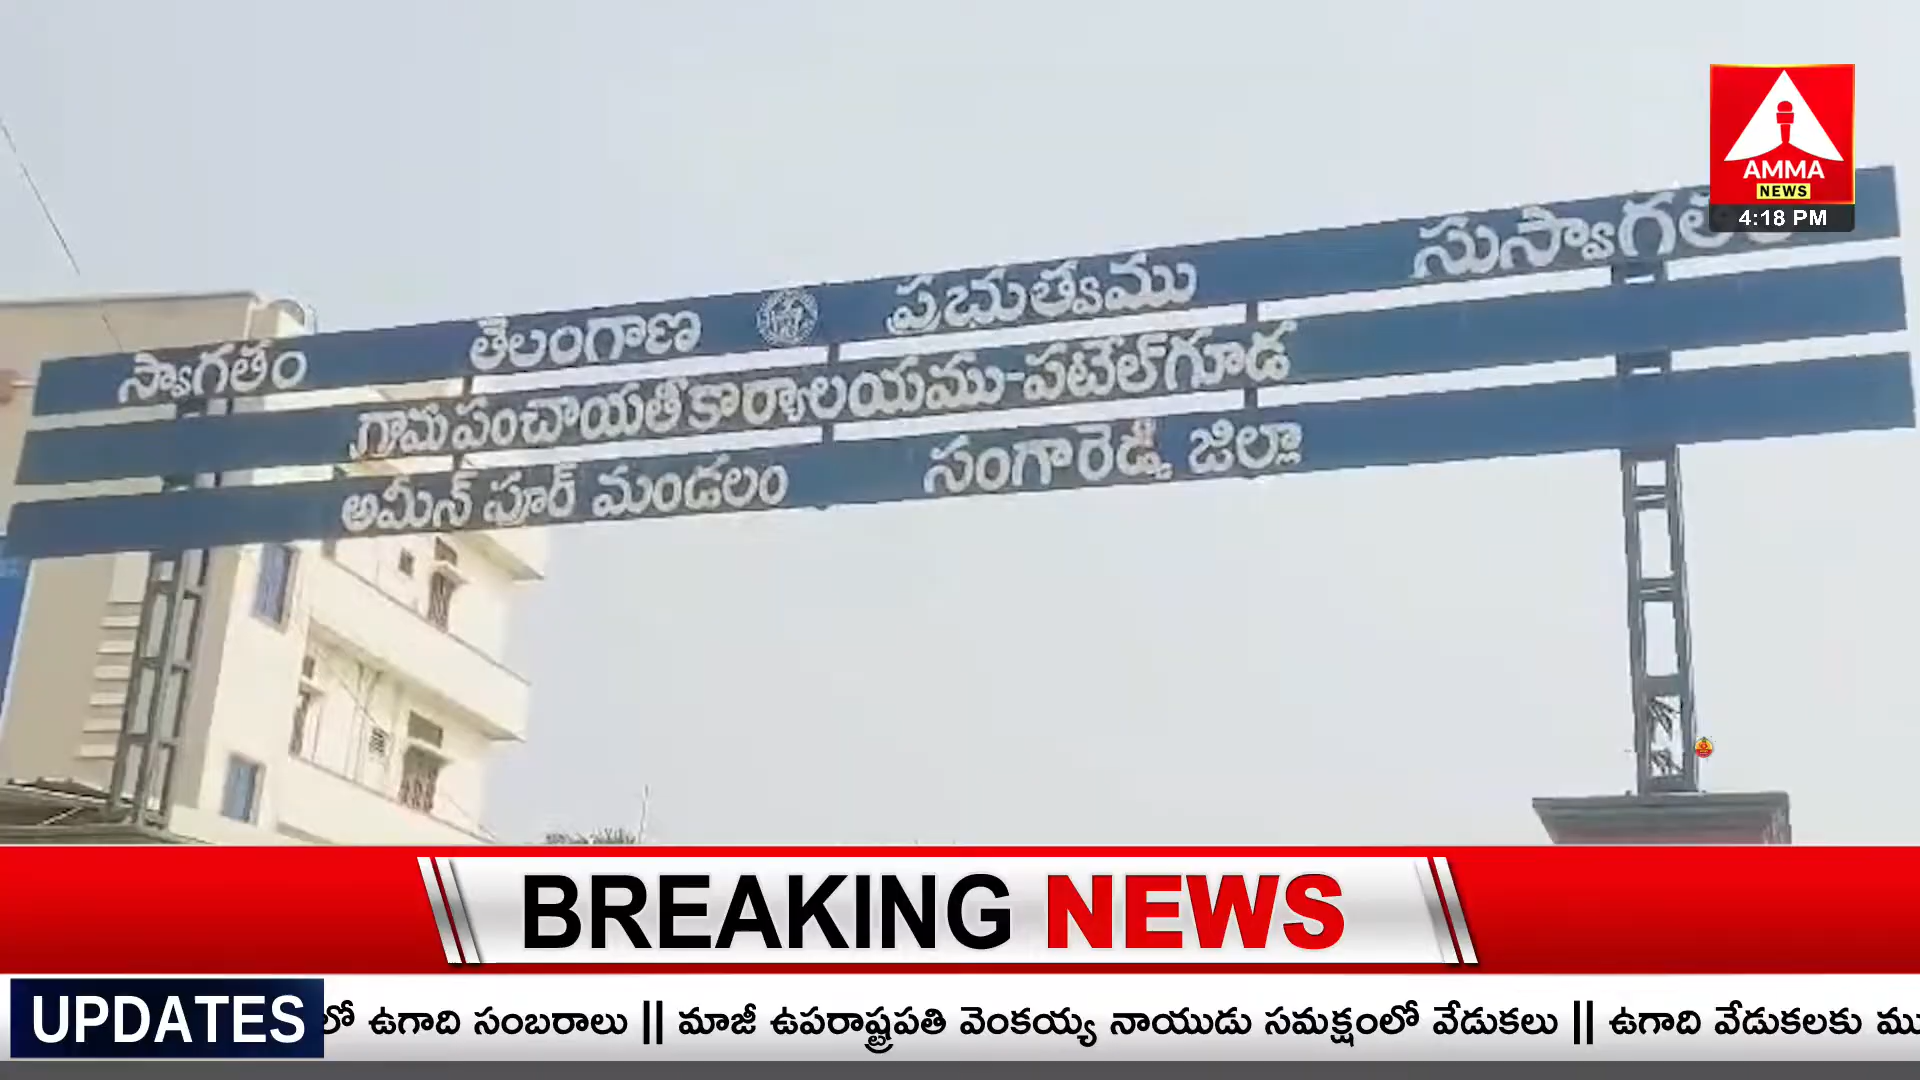 AMMA
NEWS
4:18 PM
స్వాగతం తెలంగాణ ప్రభుత్వము
గ్రామపంచాయతీ కార్యాలయము-పటేల్‌గూడ
అమీన్ పూర్ మండలం సంగారెడ్డి జిల్లా
BREAKING NEWS
UPDATES
లో ఉగాది సంబరాలు || మాజీ ఉపరాష్ట్రపతి వెంకయ్య నాయుడు సమక్షంలో వేడుకలు || ఉగాది వేడుకలకు ము